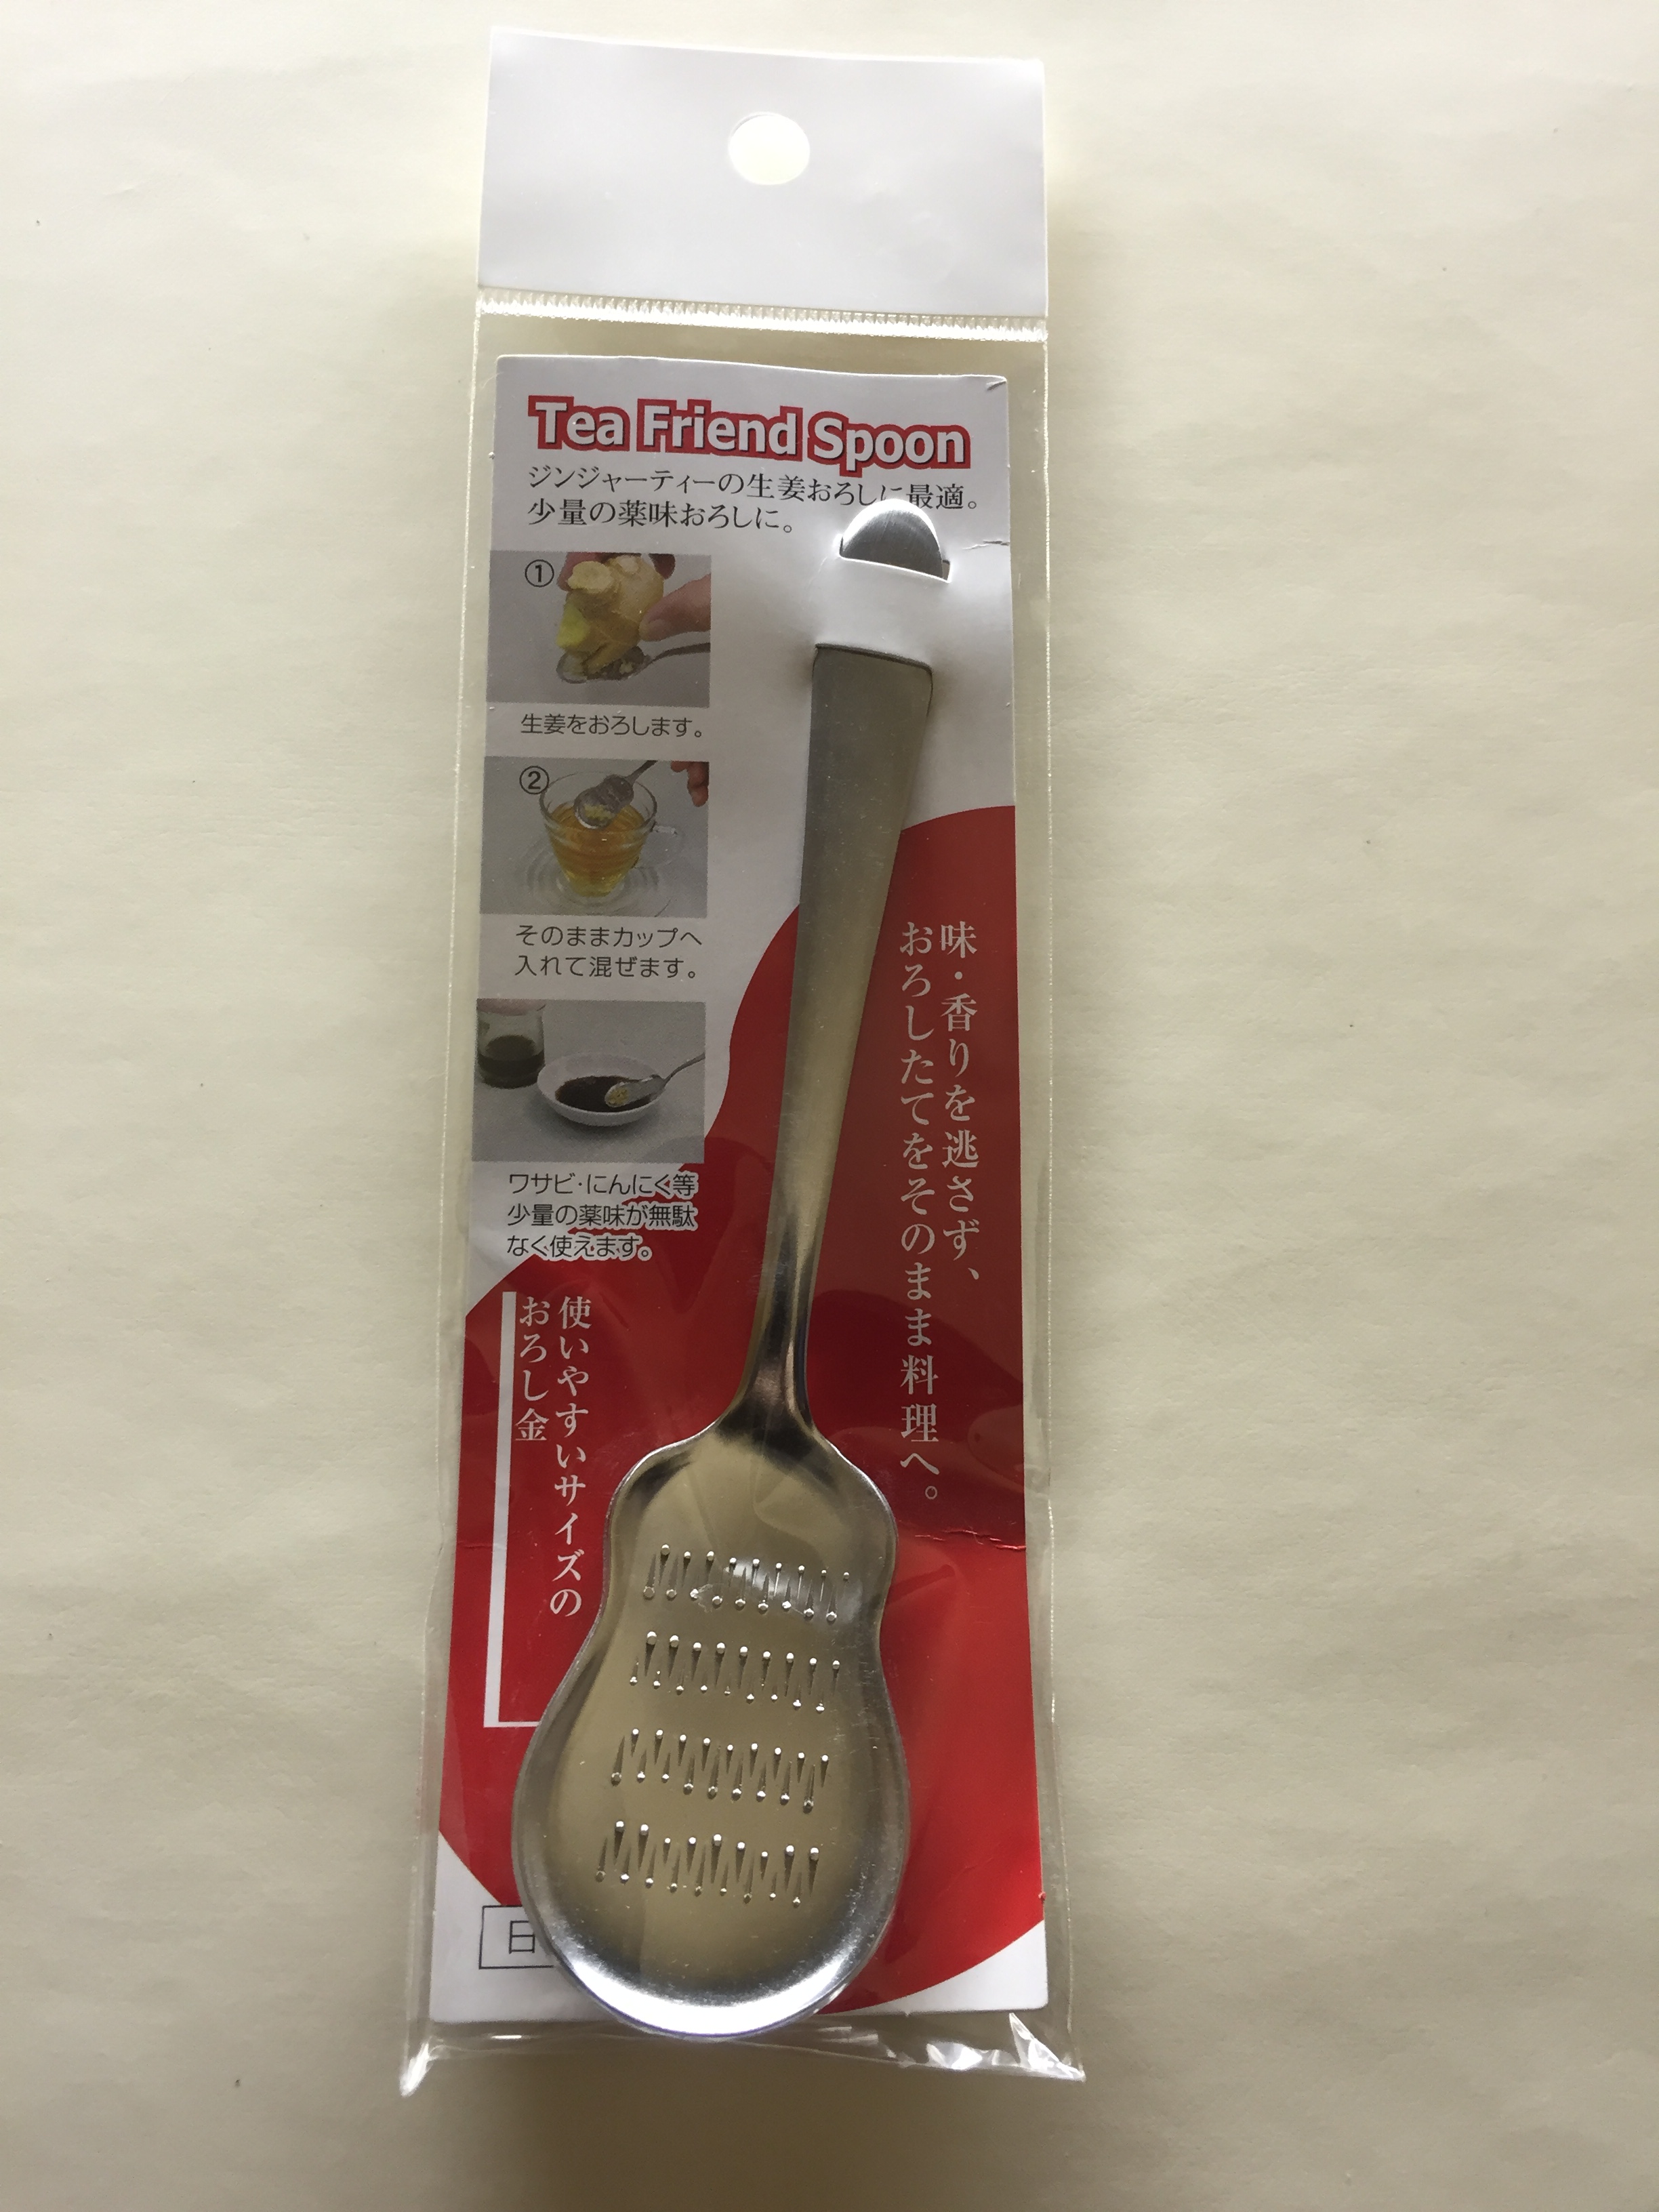 Tea Friend Spoon
ジンジャーティーの生姜おろしに最適。
少量の薬味おろしに。
①
生姜をおろします。
②
そのままカップへ
入れて混ぜます。
ワサビ・にんにく等
少量の薬味が無駄
なく使えます。
味・香りを逃さず、
おろしたてをそのまま料理へ。
使いやすいサイズの
おろし金
日